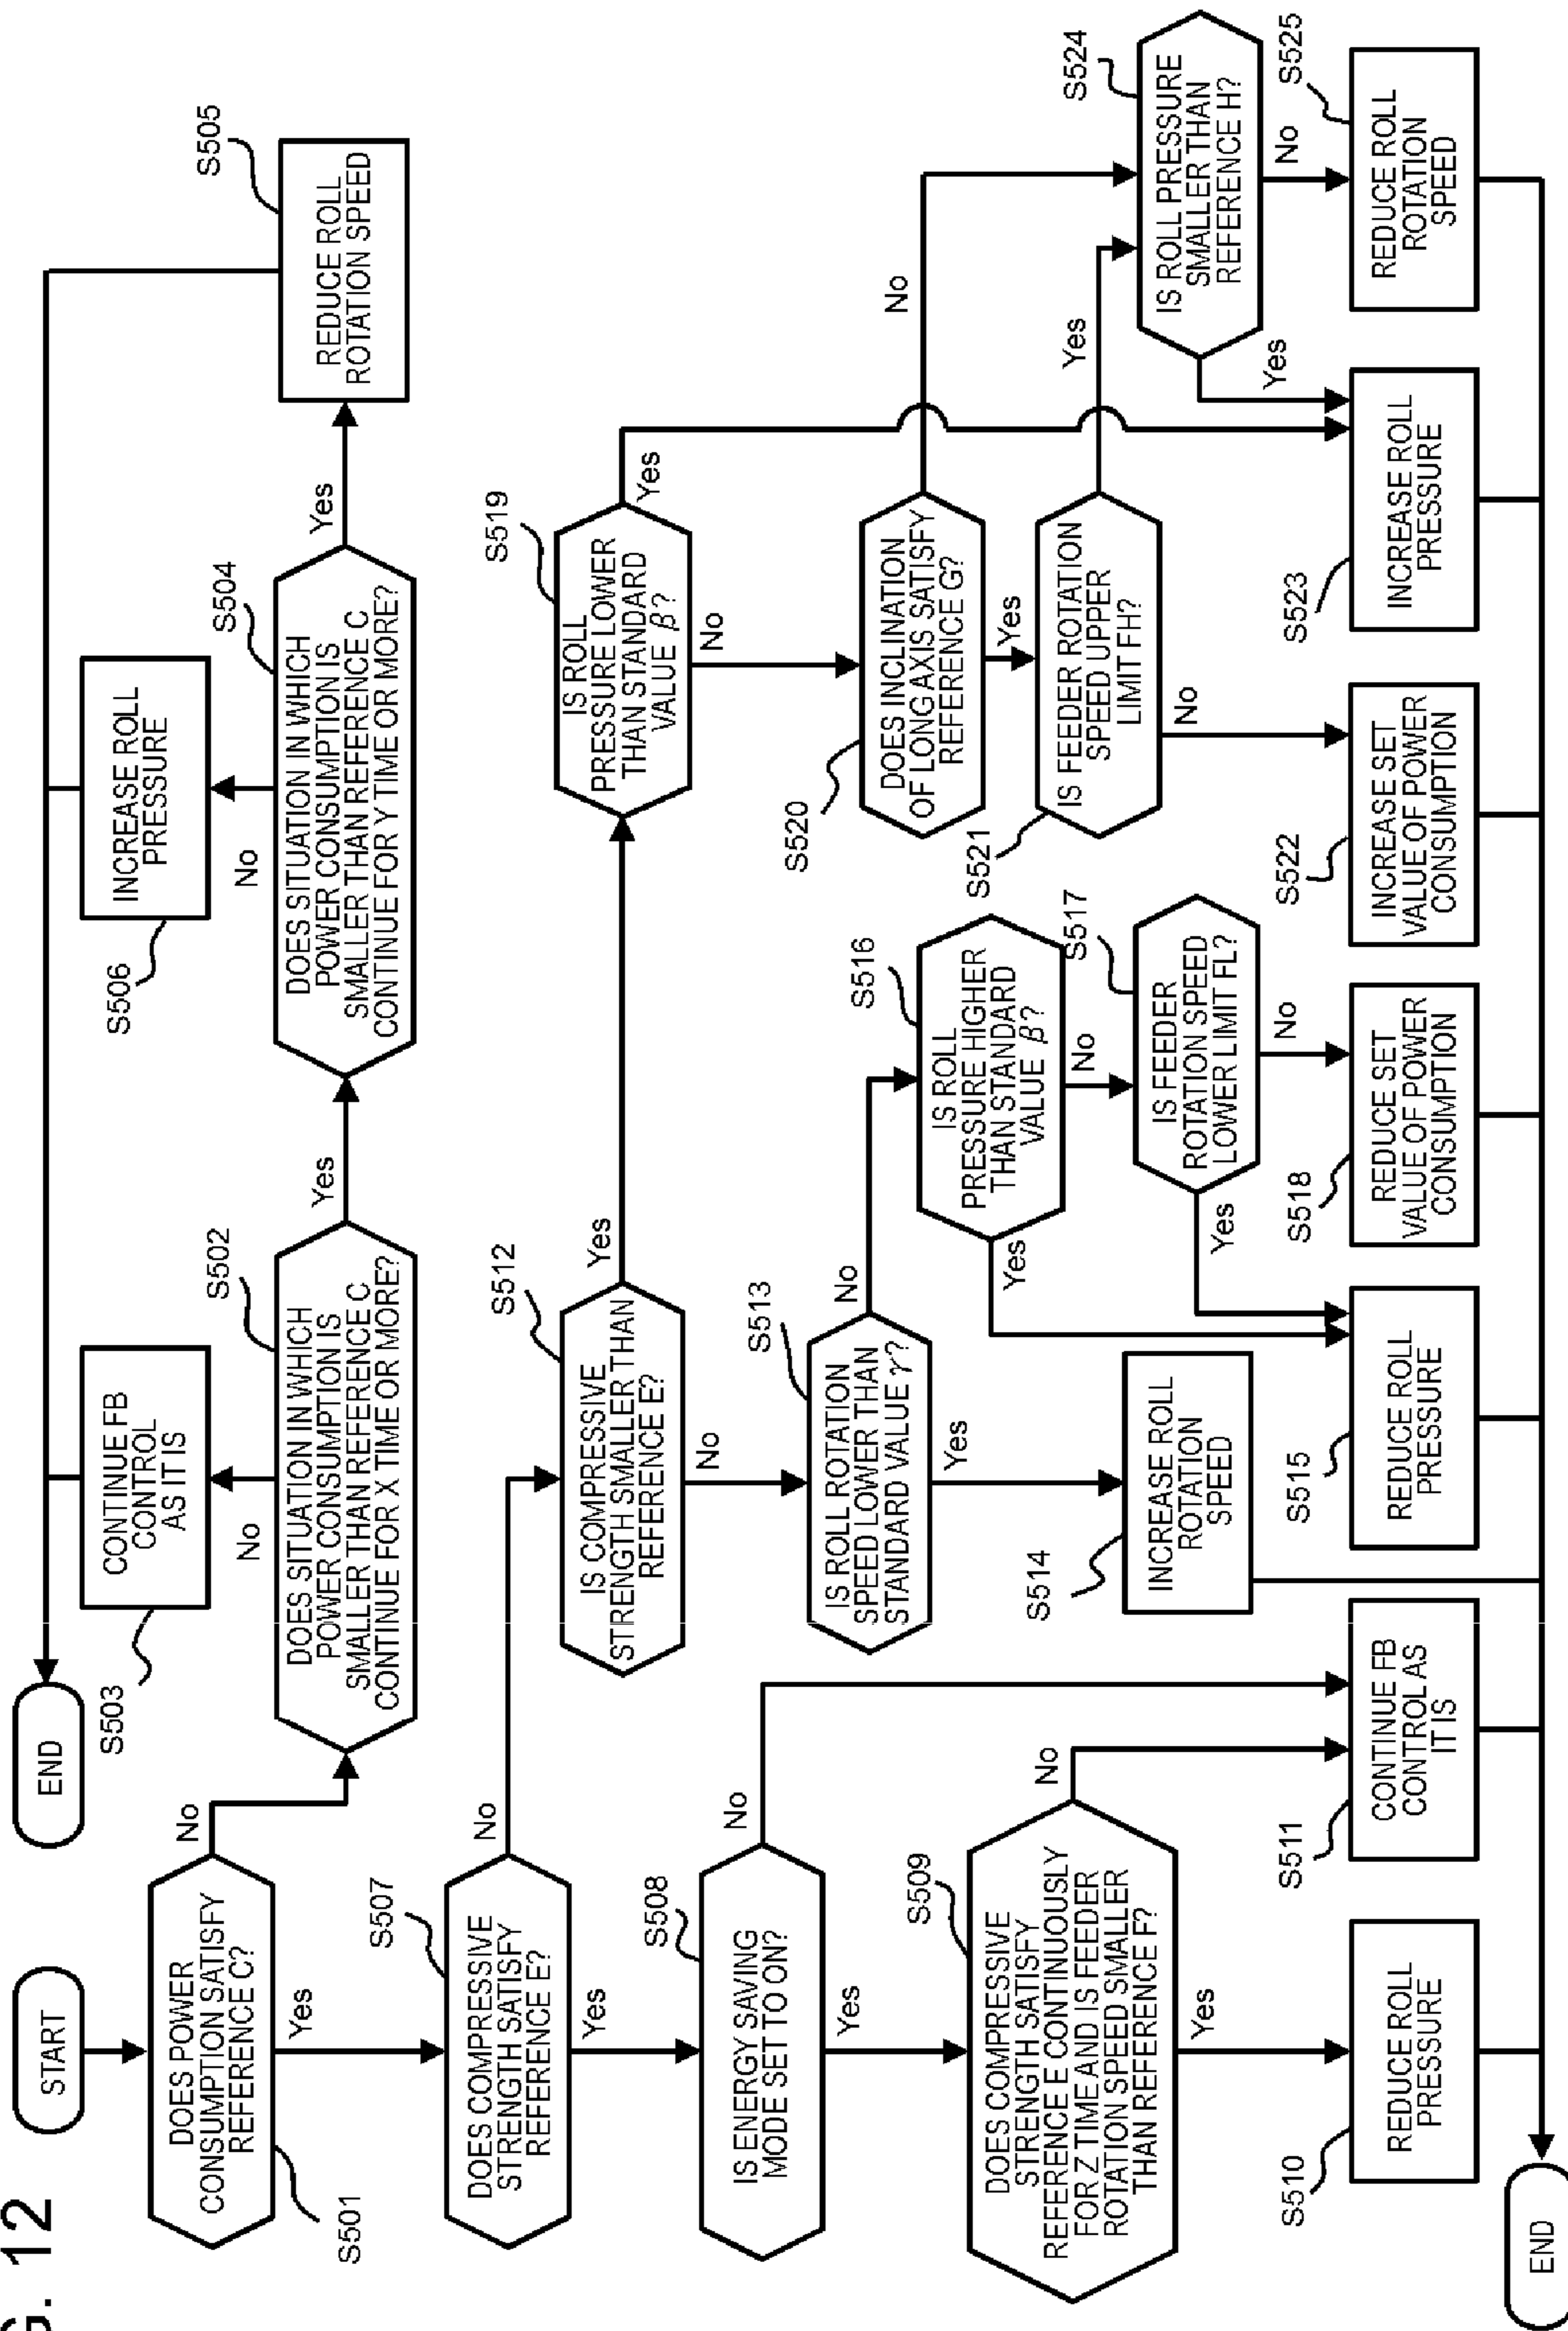 G. 12
START
DOES POWER
CONSUMPTION SATISFY
REFERENCE C?
S501
No
Yes
END
CONTINUE FB
CONTROL
AS IT IS
S503
No
DOES SITUATION IN WHICH
POWER CONSUMPTION IS
SMALLER THAN REFERENCE C
CONTINUE FOR X TIME OR MORE?
S502
Yes
INCREASE ROLL
PRESSURE
S506
No
DOES SITUATION IN WHICH
POWER CONSUMPTION IS
SMALLER THAN REFERENCE C
CONTINUE FOR Y TIME OR MORE?
S504
Yes
REDUCE ROLL
ROTATION SPEED
S505
DOES COMPRESSIVE
STRENGTH SATISFY
REFERENCE E?
S507
No
Yes
IS ENERGY SAVING
MODE SET TO ON?
S508
No
Yes
DOES COMPRESSIVE
STRENGTH SATISFY
REFERENCE E CONTINUOUSLY
FOR Z TIME AND IS FEEDER
ROTATION SPEED SMALLER
THAN REFERENCE F?
S509
No
Yes
REDUCE ROLL
PRESSURE
S510
CONTINUE FB
CONTROL AS
IT IS
S511
IS COMPRESSIVE
STRENGTH SMALLER THAN
REFERENCE E?
S512
Yes
No
IS ROLL ROTATION
SPEED LOWER THAN
STANDARD VALUE γ?
S513
No
Yes
INCREASE ROLL
ROTATION
SPEED
S514
IS ROLL
PRESSURE HIGHER
THAN STANDARD
VALUE β?
S516
Yes
No
IS FEEDER
ROTATION SPEED
LOWER LIMIT FL?
S517
Yes
No
REDUCE ROLL
PRESSURE
S515
REDUCE SET
VALUE OF POWER
CONSUMPTION
S518
IS ROLL
PRESSURE LOWER
THAN STANDARD
VALUE β?
S519
Yes
No
DOES INCLINATION
OF LONG AXIS SATISFY
REFERENCE G?
S520
No
Yes
IS FEEDER ROTATION
SPEED UPPER
LIMIT FH?
S521
Yes
No
INCREASE SET
VALUE OF POWER
CONSUMPTION
S522
IS ROLL PRESSURE
SMALLER THAN
REFERENCE H?
S524
Yes
No
INCREASE ROLL
PRESSURE
S523
REDUCE ROLL
ROTATION
SPEED
S525
END